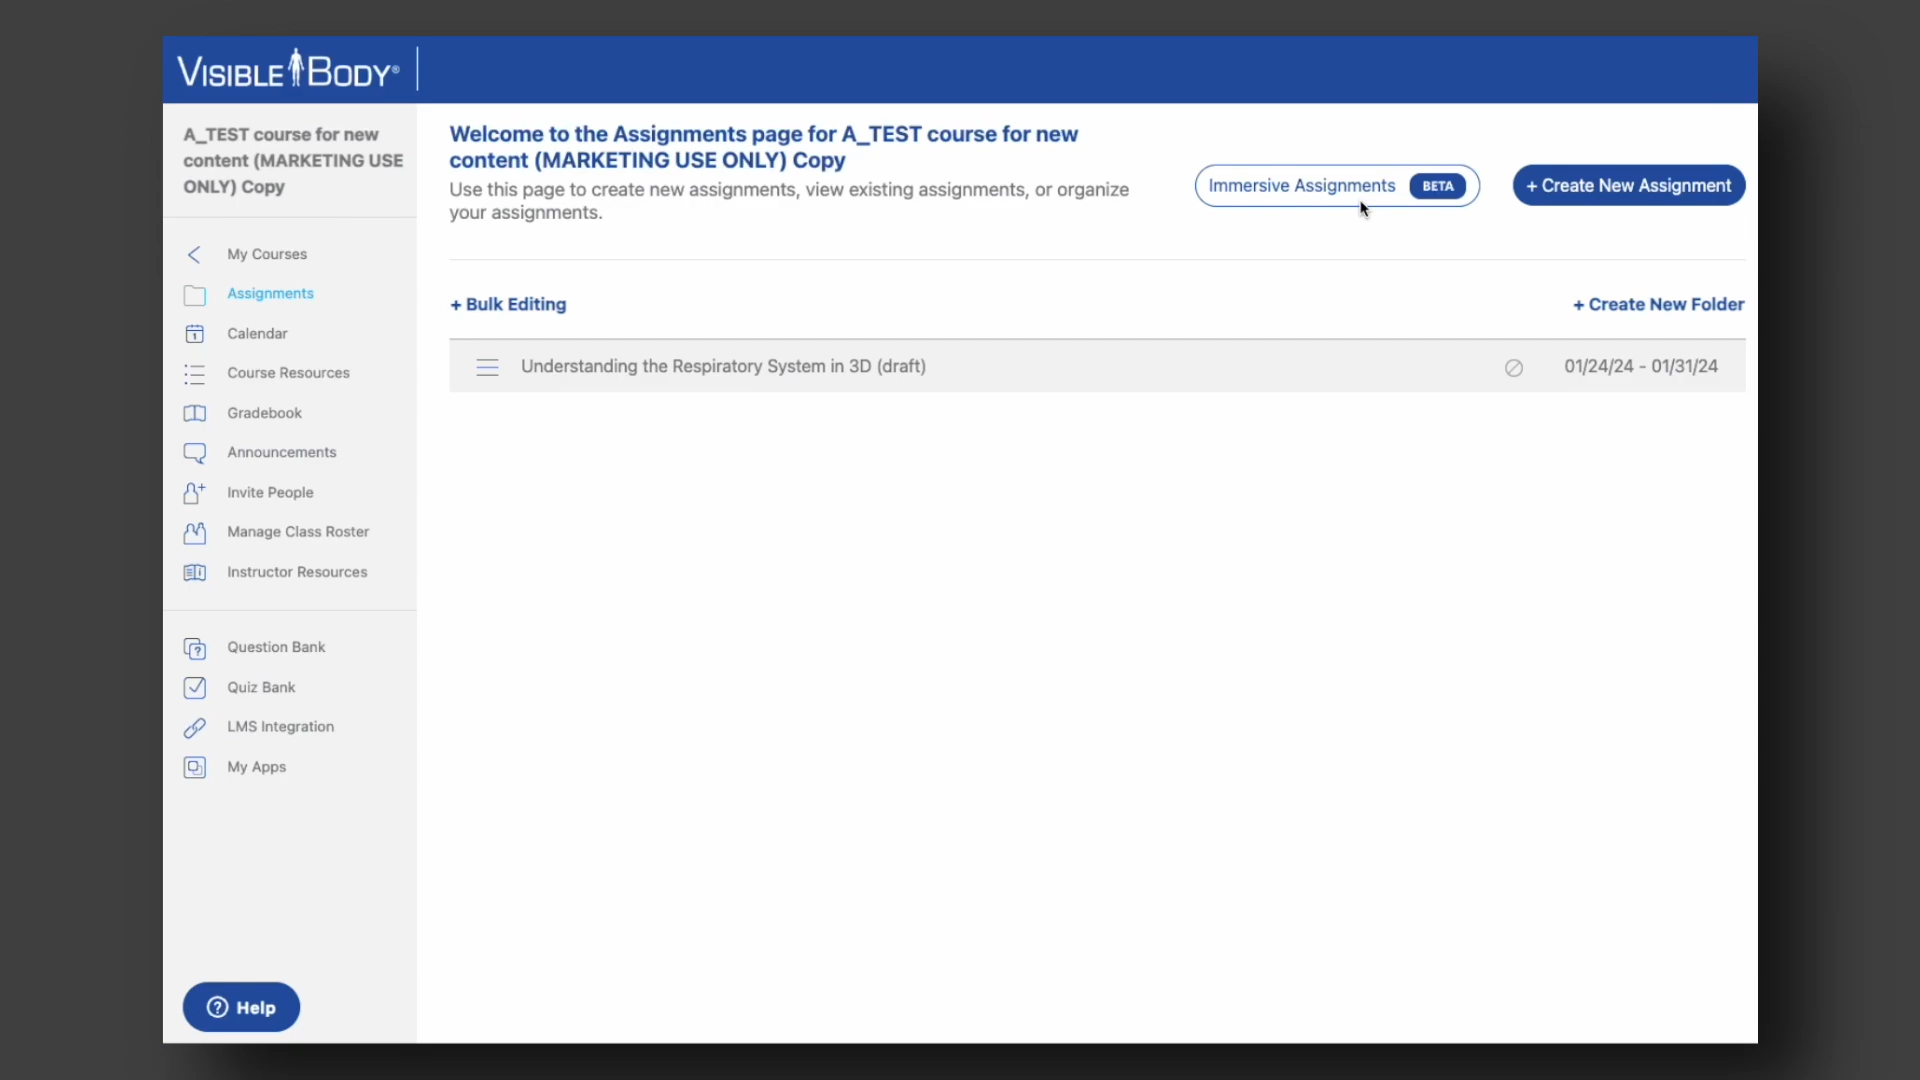 VISIBLE BODY®
A_TEST course for new
content (MARKETING USE
ONLY) Copy
My Courses
Assignments
Calendar
Course Resources
Gradebook
Announcements
Invite People
Manage Class Roster
Instructor Resources
Question Bank
Quiz Bank
LMS Integration
My Apps
? Help
Welcome to the Assignments page for A_TEST course for new
content (MARKETING USE ONLY) Copy
Use this page to create new assignments, view existing assignments, or organize
your assignments.
Immersive Assignments BETA
+ Create New Assignment
+ Bulk Editing
+ Create New Folder
Understanding the Respiratory System in 3D (draft)
01/24/24 - 01/31/24